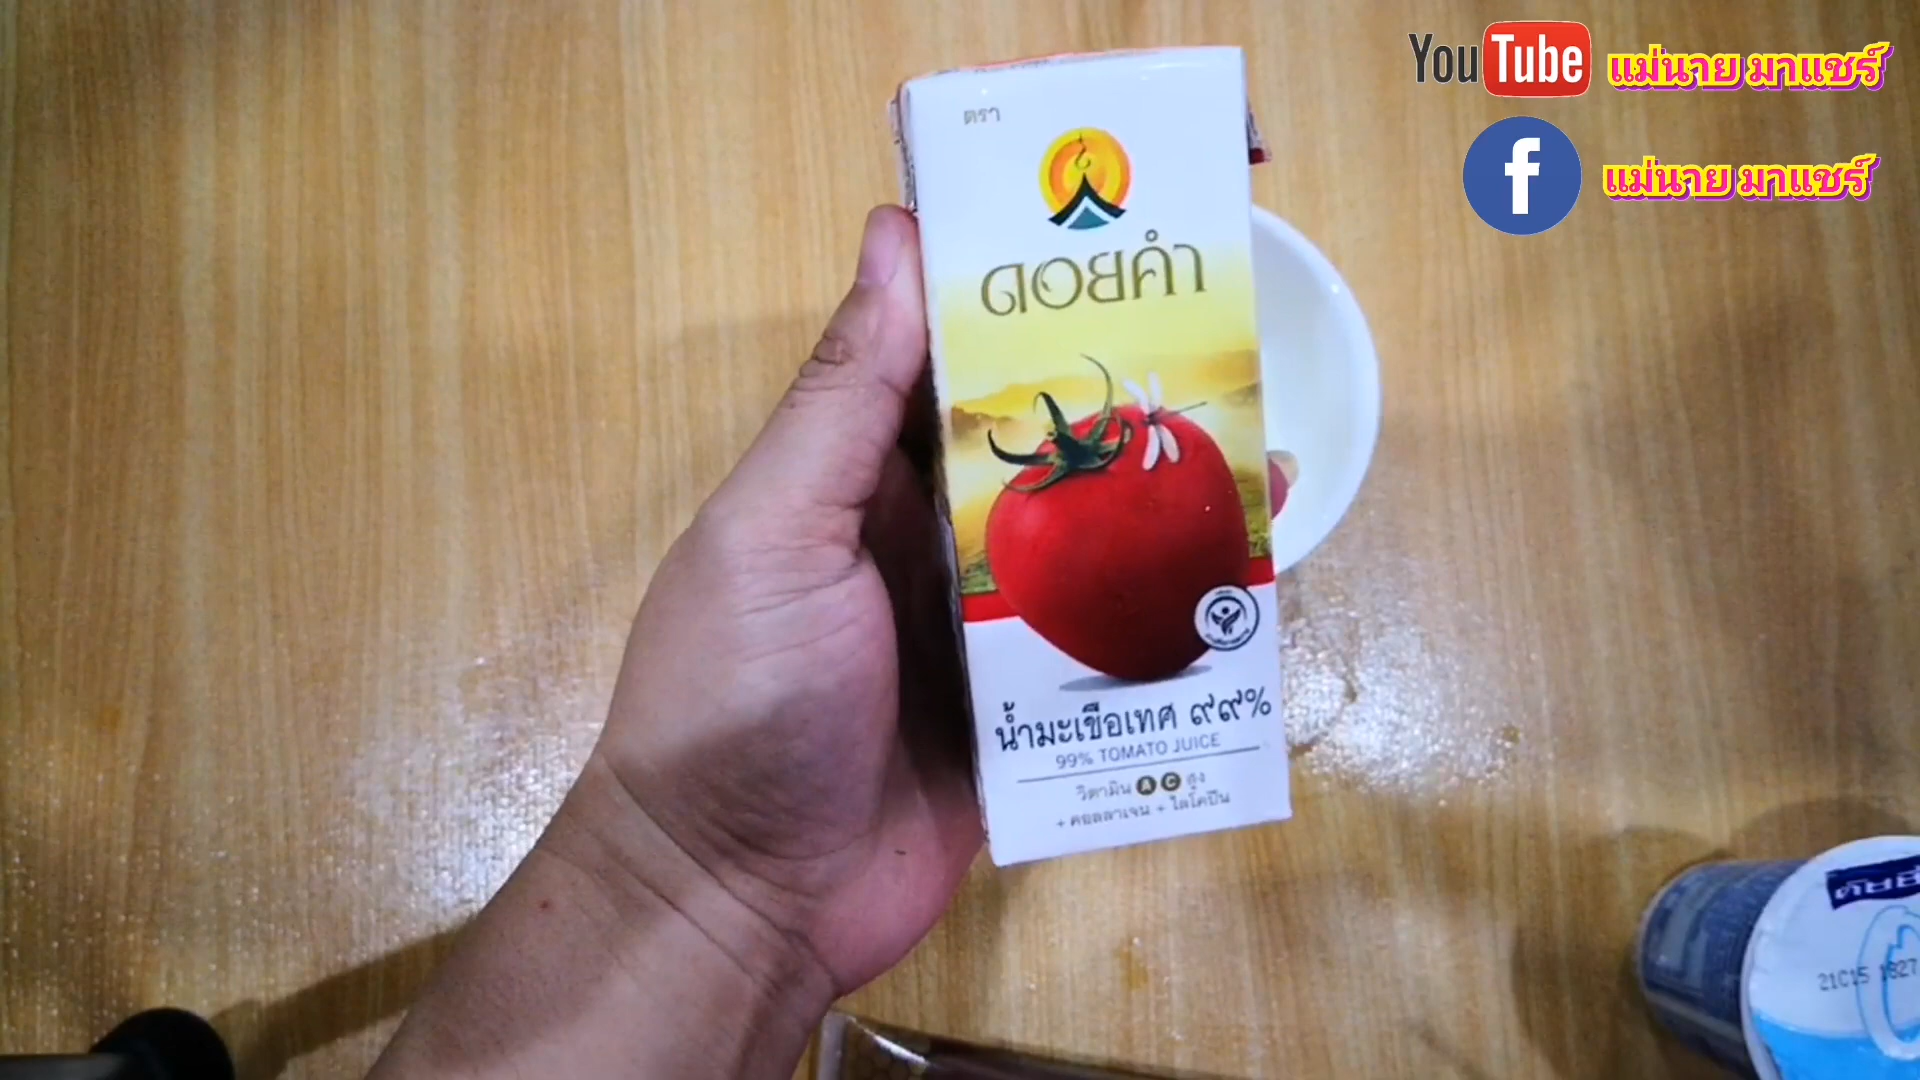 YouTube แม่นาย มาแชร์
f แม่นาย มาแชร์
ตรา
ดอยคำ
น้ำมะเขือเทศ ๙๙%
99% TOMATO JUICE
วิตามิน A C สูง
+ คอลลาเจน + ไลโคปีน
21C15 1827